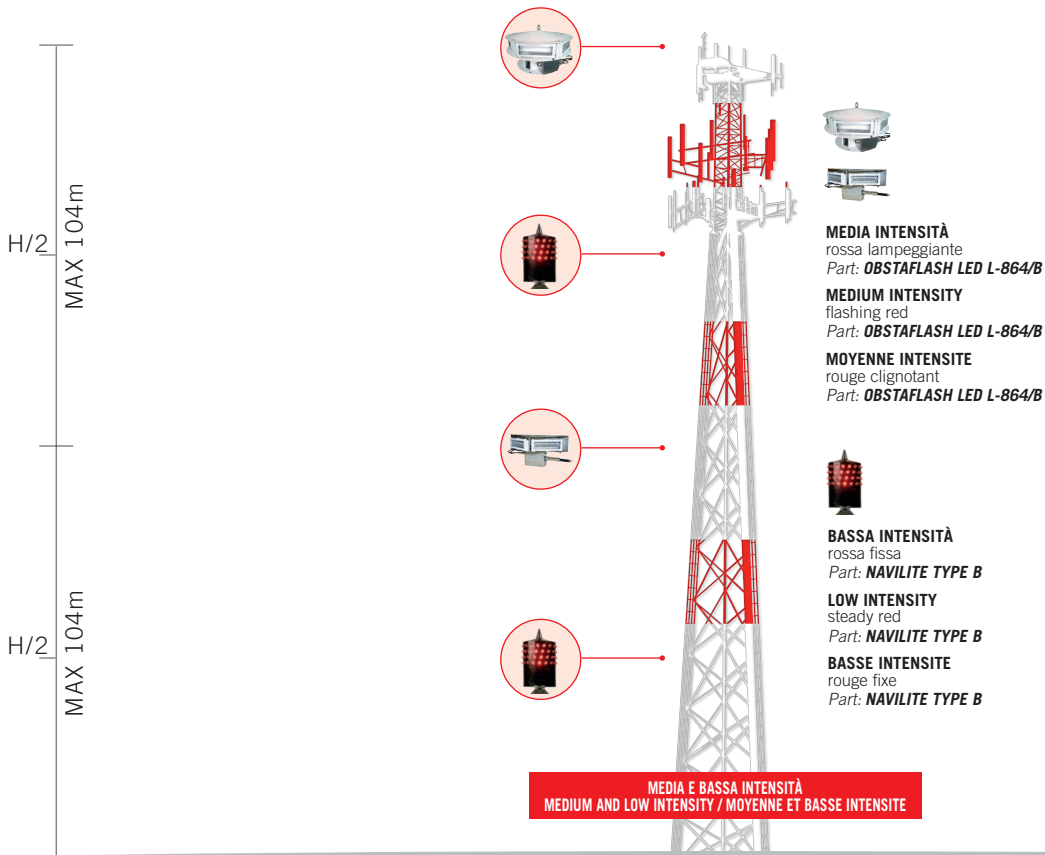 H/2
MAX 104m
H/2
MAX 104m
MEDIA INTENSITÀ
rossa lampeggiante
Part: OBSTAFLASH LED L-864/B
MEDIUM INTENSITY
flashing red
Part: OBSTAFLASH LED L-864/B
MOYENNE INTENSITE
rouge clignotant
Part: OBSTAFLASH LED L-864/B
BASSA INTENSITÀ
rossa fissa
Part: NAVILITE TYPE B
LOW INTENSITY
steady red
Part: NAVILITE TYPE B
BASSE INTENSITE
rouge fixe
Part: NAVILITE TYPE B
MEDIA E BASSA INTENSITÀ
MEDIUM AND LOW INTENSITY / MOYENNE ET BASSE INTENSITE